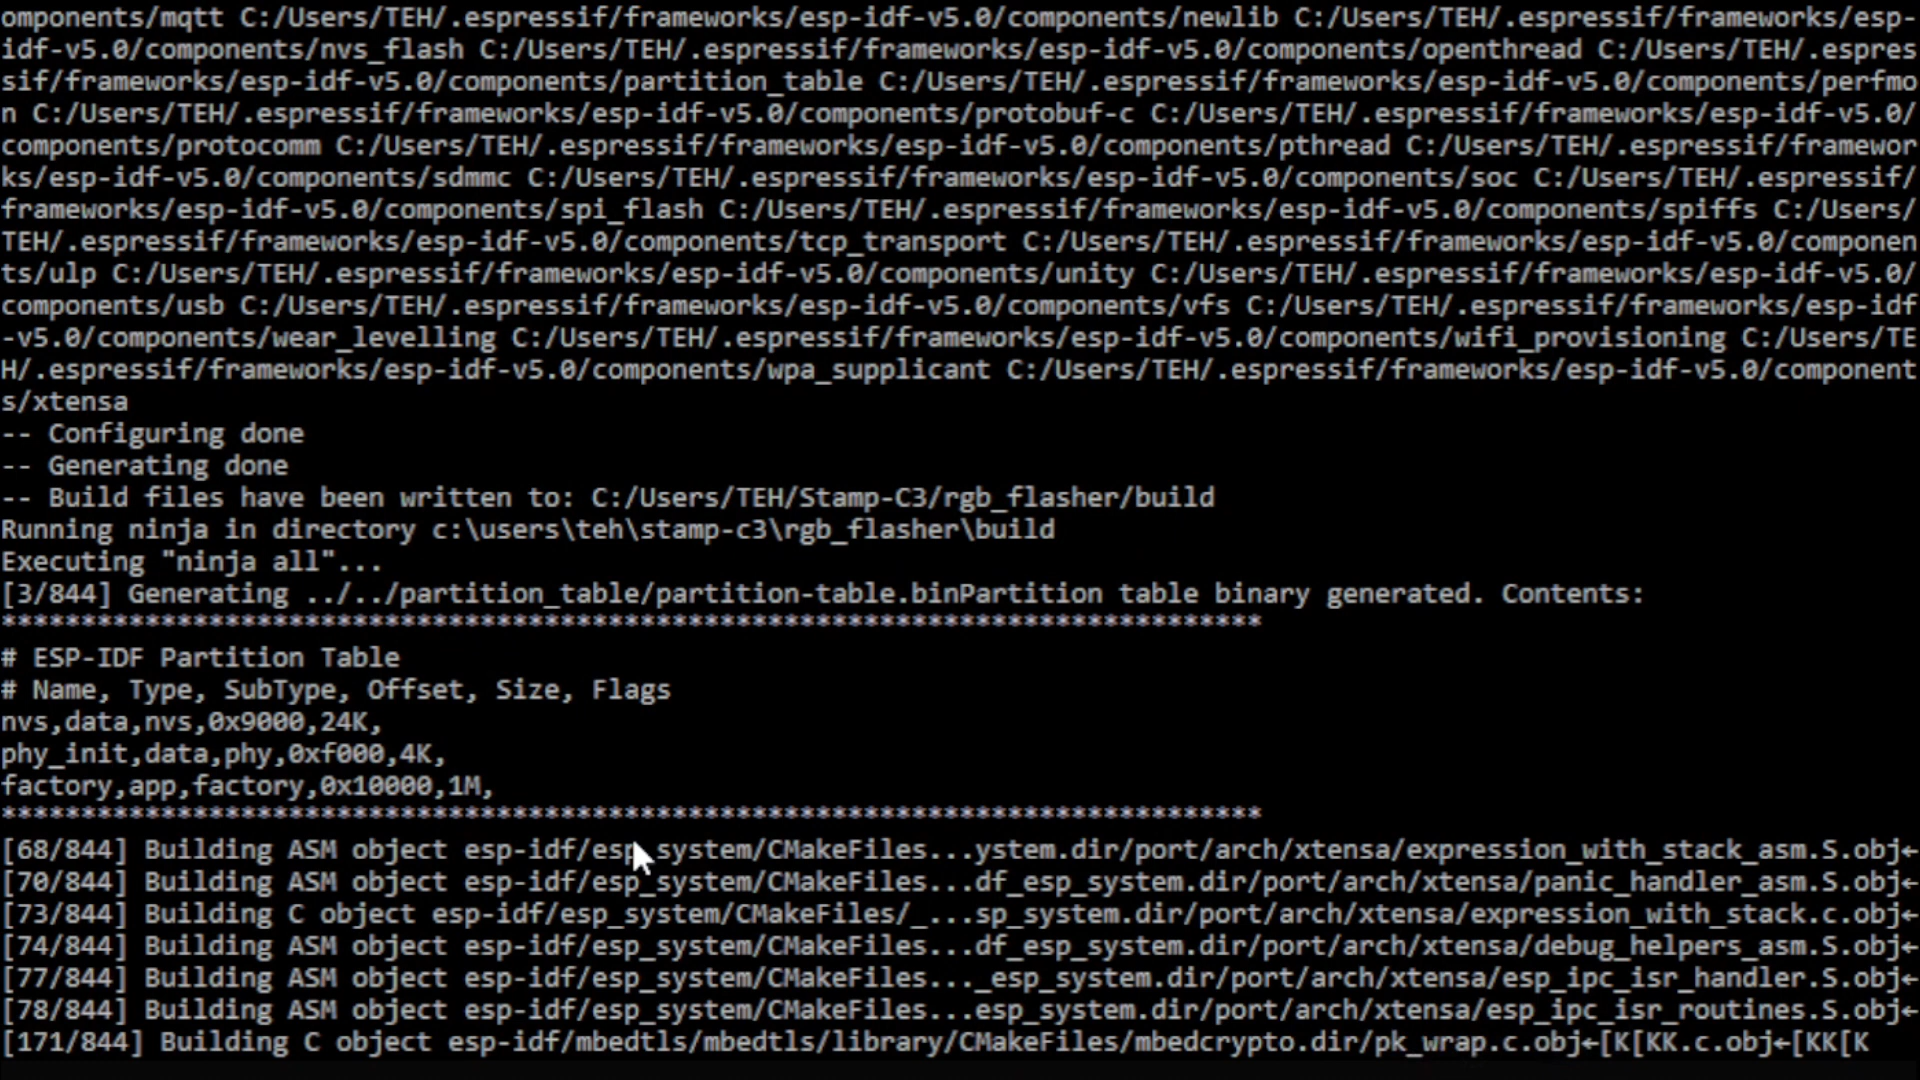 omponents/mqtt C:/Users/TEH/.espressif/frameworks/esp-idf-v5.0/components/newlib C:/Users/TEH/.espressif/frameworks/esp-
idf-v5.0/components/nvs_flash C:/Users/TEH/.espressif/frameworks/esp-idf-v5.0/components/openthread C:/Users/TEH/.espres
sif/frameworks/esp-idf-v5.0/components/partition_table C:/Users/TEH/.espressif/frameworks/esp-idf-v5.0/components/perfmo
n C:/Users/TEH/.espressif/frameworks/esp-idf-v5.0/components/protobuf-c C:/Users/TEH/.espressif/frameworks/esp-idf-v5.0/
components/protocomm C:/Users/TEH/.espressif/frameworks/esp-idf-v5.0/components/pthread C:/Users/TEH/.espressif/framewor
ks/esp-idf-v5.0/components/sdmmc C:/Users/TEH/.espressif/frameworks/esp-idf-v5.0/components/soc C:/Users/TEH/.espressif/
frameworks/esp-idf-v5.0/components/spi_flash C:/Users/TEH/.espressif/frameworks/esp-idf-v5.0/components/spiffs C:/Users/
TEH/.espressif/frameworks/esp-idf-v5.0/components/tcp_transport C:/Users/TEH/.espressif/frameworks/esp-idf-v5.0/componen
ts/ulp C:/Users/TEH/.espressif/frameworks/esp-idf-v5.0/components/unity C:/Users/TEH/.espressif/frameworks/esp-idf-v5.0/
components/usb C:/Users/TEH/.espressif/frameworks/esp-idf-v5.0/components/vfs C:/Users/TEH/.espressif/frameworks/esp-idf
-v5.0/components/wear_levelling C:/Users/TEH/.espressif/frameworks/esp-idf-v5.0/components/wifi_provisioning C:/Users/TE
H/.espressif/frameworks/esp-idf-v5.0/components/wpa_supplicant C:/Users/TEH/.espressif/frameworks/esp-idf-v5.0/component
s/xtensa
-- Configuring done
-- Generating done
-- Build files have been written to: C:/Users/TEH/Stamp-C3/rgb_flasher/build
Running ninja in directory c:\users\teh\stamp-c3\rgb_flasher\build
Executing "ninja all"...
[3/844] Generating ../../partition_table/partition-table.binPartition table binary generated. Contents:
*******************************************************************************
# ESP-IDF Partition Table
# Name, Type, SubType, Offset, Size, Flags
nvs,data,nvs,0x9000,24K,
phy_init,data,phy,0xf000,4K,
factory,app,factory,0x10000,1M,
*******************************************************************************
[68/844] Building ASM object esp-idf/esp_system/CMakeFiles...ystem.dir/port/arch/xtensa/expression_with_stack_asm.S.obj←
[70/844] Building ASM object esp-idf/esp_system/CMakeFiles...df_esp_system.dir/port/arch/xtensa/panic_handler_asm.S.obj←
[73/844] Building C object esp-idf/esp_system/CMakeFiles/_...sp_system.dir/port/arch/xtensa/expression_with_stack.c.obj←
[74/844] Building ASM object esp-idf/esp_system/CMakeFiles...df_esp_system.dir/port/arch/xtensa/debug_helpers_asm.S.obj←
[77/844] Building ASM object esp-idf/esp_system/CMakeFiles..._esp_system.dir/port/arch/xtensa/esp_ipc_isr_handler.S.obj←
[78/844] Building ASM object esp-idf/esp_system/CMakeFiles...esp_system.dir/port/arch/xtensa/esp_ipc_isr_routines.S.obj←
[171/844] Building C object esp-idf/mbedtls/mbedtls/library/CMakeFiles/mbedcrypto.dir/pk_wrap.c.obj←[K[KK.c.obj←[KK[K